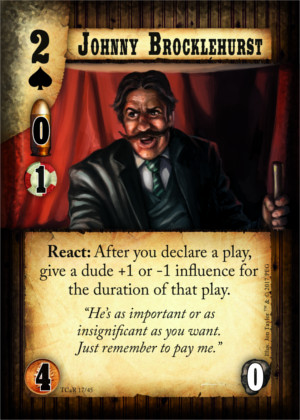 2
JOHNNY BROCKLEHURST
0
1
React: After you declare a play,
give a dude +1 or -1 influence for
the duration of that play.
"He's as important or as
insignificant as you want.
Just remember to pay me."
4
0